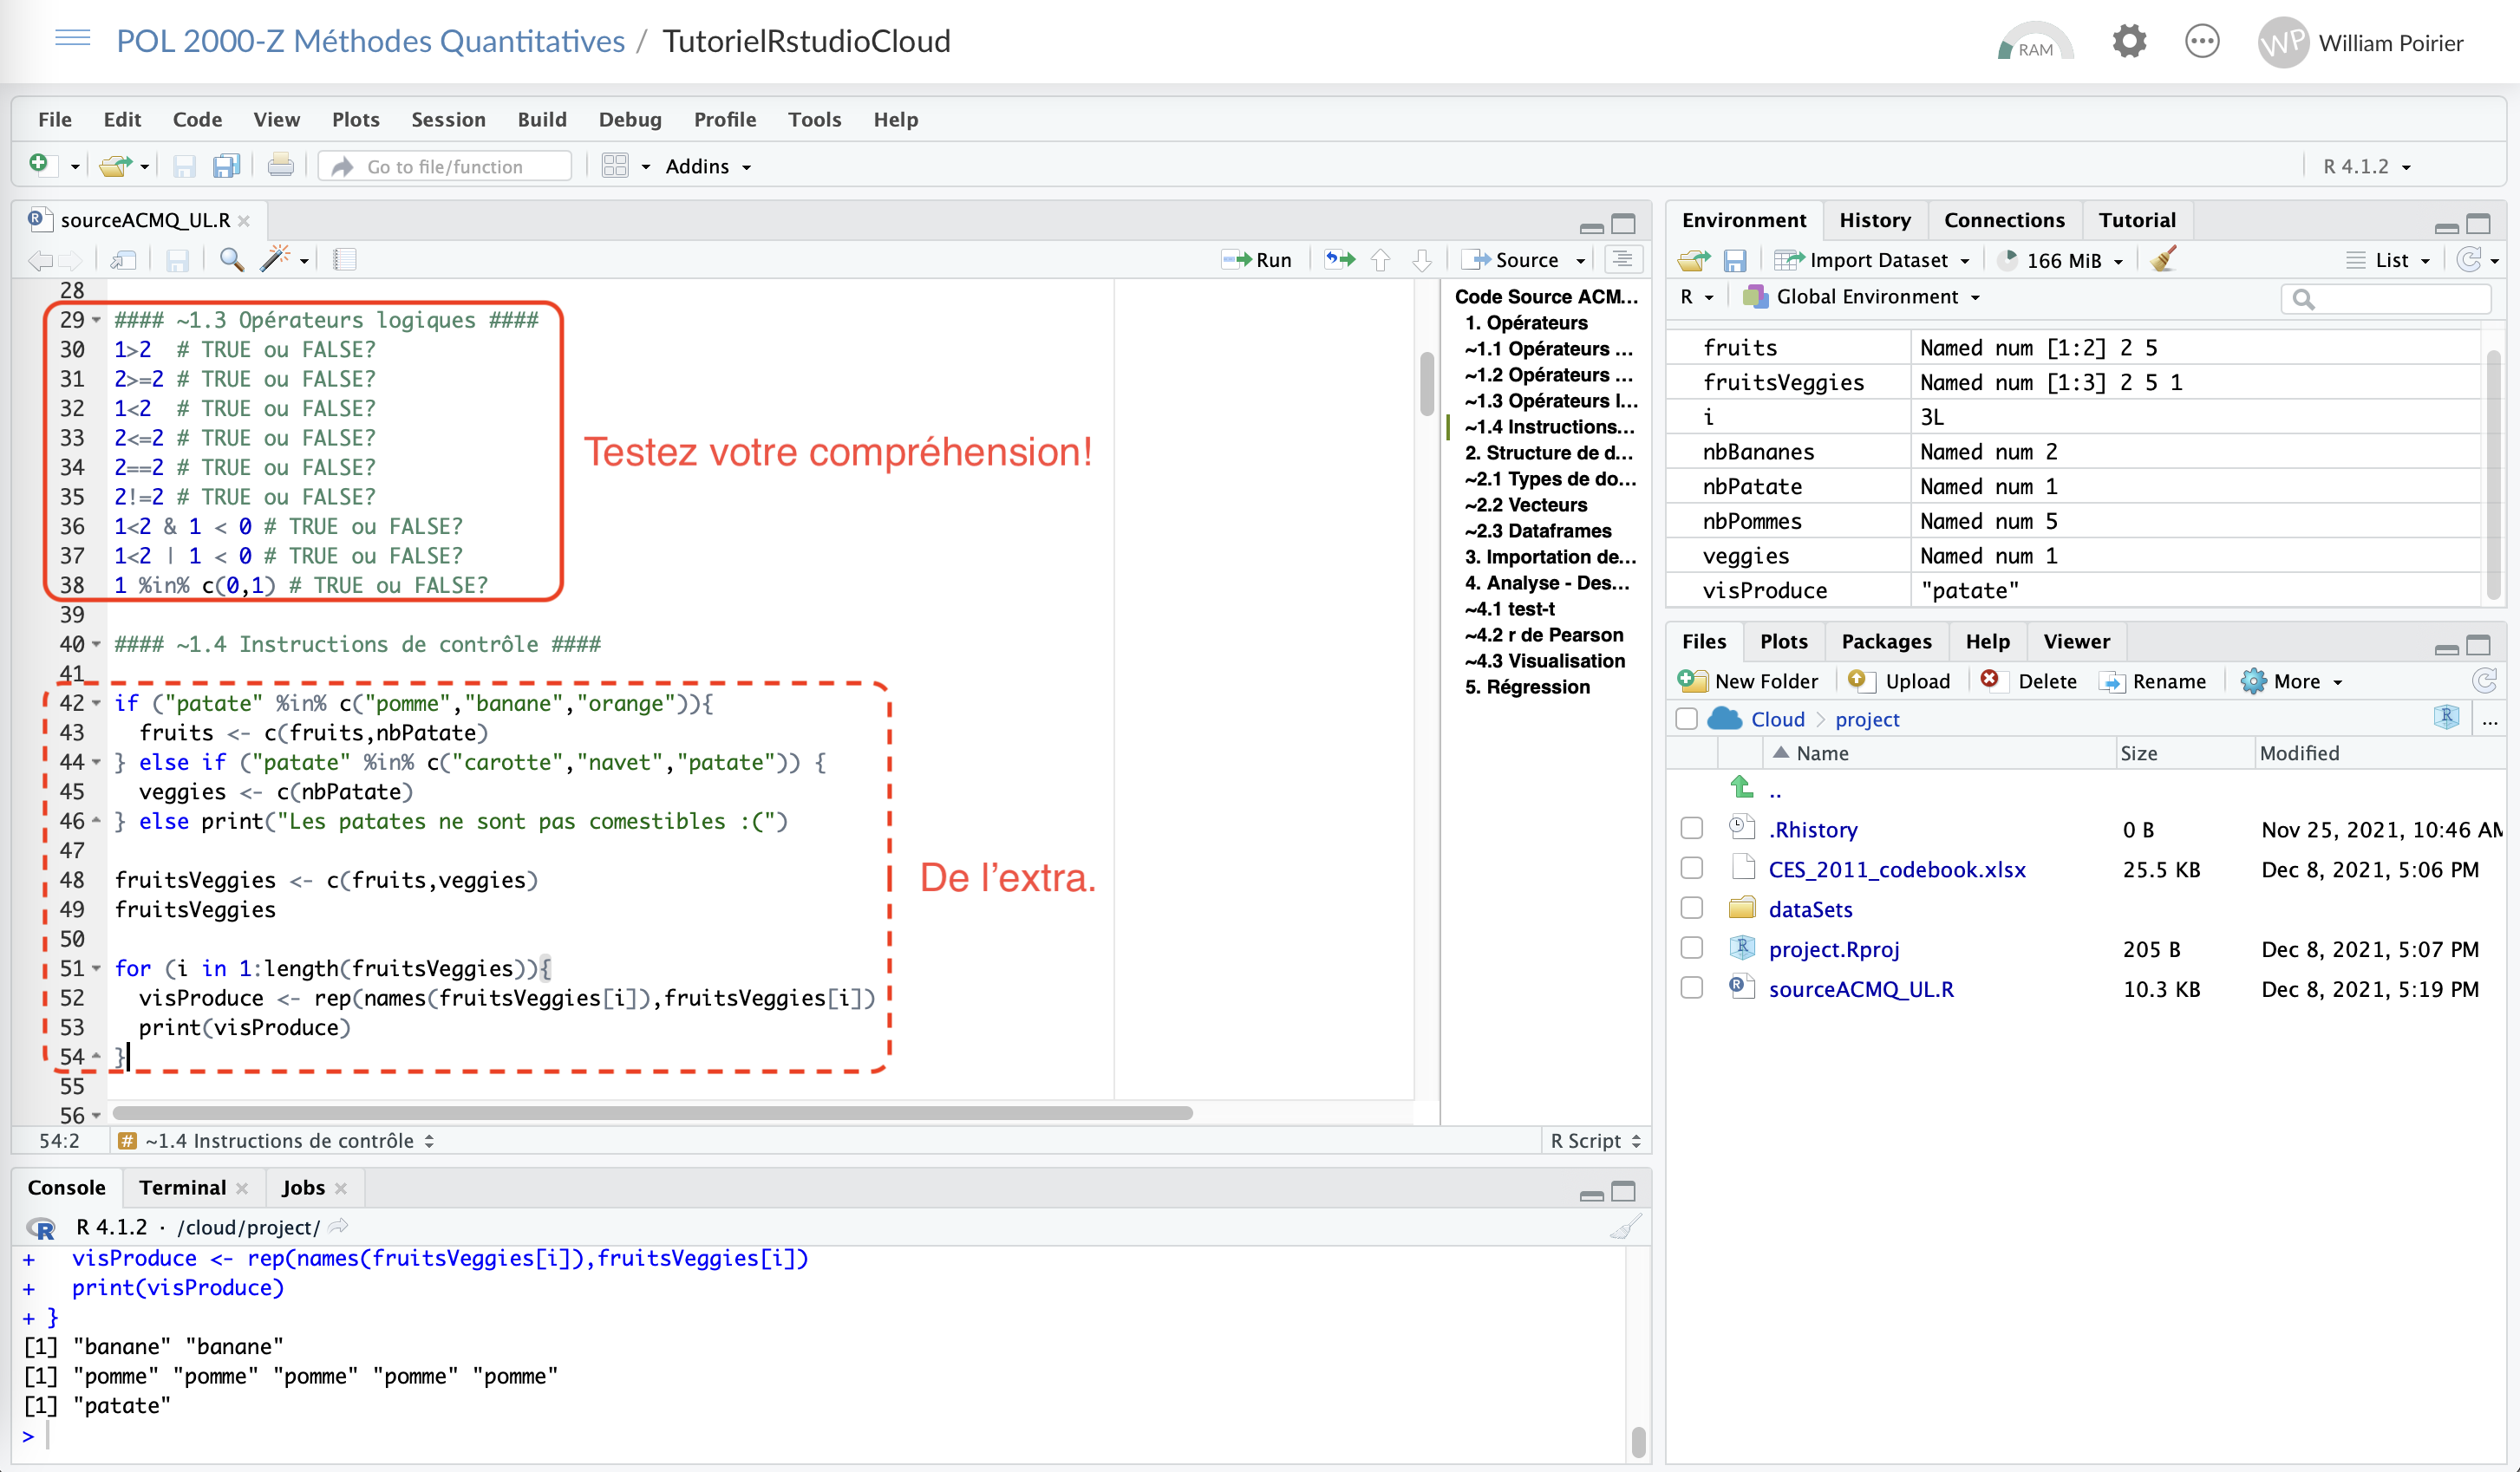 POL 2000-Z Méthodes Quantitatives / TutorielRstudioCloud
RAM
WP William Poirier
File Edit Code View Plots Session Build Debug Profile Tools Help
Go to file/function
Addins
R 4.1.2
sourceACMQ_UL.R
Run
Source
28
29 #### ~1.3 Opérateurs logiques ####
30 1>2  # TRUE ou FALSE?
31 2>=2 # TRUE ou FALSE?
32 1<2  # TRUE ou FALSE?
33 2<=2 # TRUE ou FALSE?
34 2==2 # TRUE ou FALSE?
35 2!=2 # TRUE ou FALSE?
36 1<2 & 1 < 0 # TRUE ou FALSE?
37 1<2 | 1 < 0 # TRUE ou FALSE?
38 1 %in% c(0,1) # TRUE ou FALSE?
39
40 #### ~1.4 Instructions de contrôle ####
41
42 if ("patate" %in% c("pomme","banane","orange")){
43   fruits <- c(fruits,nbPatate)
44 } else if ("patate" %in% c("carotte","navet","patate")) {
45   veggies <- c(nbPatate)
46 } else print("Les patates ne sont pas comestibles :(")
47
48 fruitsVeggies <- c(fruits,veggies)
49 fruitsVeggies
50
51 for (i in 1:length(fruitsVeggies)){
52   visProduce <- rep(names(fruitsVeggies[i]),fruitsVeggies[i])
53   print(visProduce)
54 }
55
56
Testez votre compréhension!
De l'extra.
54:2 # ~1.4 Instructions de contrôle
R Script
Code Source ACM...
1. Opérateurs
~1.1 Opérateurs ...
~1.2 Opérateurs ...
~1.3 Opérateurs l...
~1.4 Instructions...
2. Structure de d...
~2.1 Types de do...
~2.2 Vecteurs
~2.3 Dataframes
3. Importation de...
4. Analyse - Des...
~4.1 test-t
~4.2 r de Pearson
~4.3 Visualisation
5. Régression
Console Terminal Jobs
R R 4.1.2 · /cloud/project/
+   visProduce <- rep(names(fruitsVeggies[i]),fruitsVeggies[i])
+   print(visProduce)
+ }
[1] "banane" "banane"
[1] "pomme" "pomme" "pomme" "pomme" "pomme"
[1] "patate"
>
Environment History Connections Tutorial
Import Dataset
166 MiB
List
R
Global Environment
fruits Named num [1:2] 2 5
fruitsVeggies Named num [1:3] 2 5 1
i 3L
nbBananes Named num 2
nbPatate Named num 1
nbPommes Named num 5
veggies Named num 1
visProduce "patate"
Files Plots Packages Help Viewer
New Folder Upload Delete Rename More
Cloud > project
R ...
Name Size Modified
..
.Rhistory 0 B Nov 25, 2021, 10:46 AM
CES_2011_codebook.xlsx 25.5 KB Dec 8, 2021, 5:06 PM
dataSets
project.Rproj 205 B Dec 8, 2021, 5:07 PM
sourceACMQ_UL.R 10.3 KB Dec 8, 2021, 5:19 PM